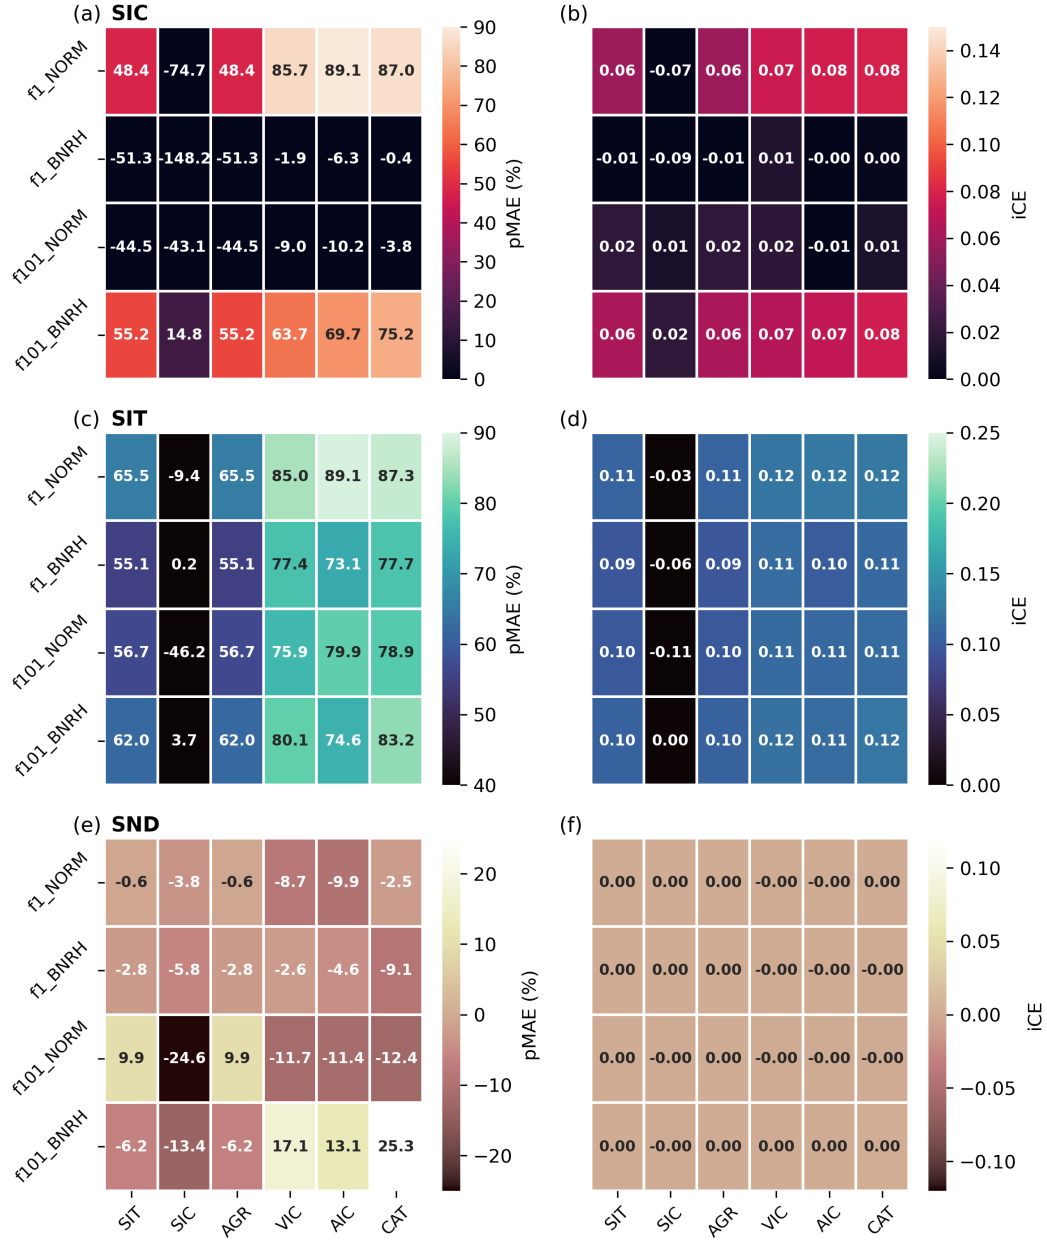 (a) SIC
f1_NORM 48.4 -74.7 48.4 85.7 89.1 87.0
f1_BNRH -51.3 -148.2 -51.3 -1.9 -6.3 -0.4
f101_NORM -44.5 -43.1 -44.5 -9.0 -10.2 -3.8
f101_BNRH 55.2 14.8 55.2 63.7 69.7 75.2
90
80
70
60
50
40
30
20
10
0
pMAE (%)
(b)
0.06 -0.07 0.06 0.07 0.08 0.08
-0.01 -0.09 -0.01 0.01 -0.00 0.00
0.02 0.01 0.02 0.02 -0.01 0.01
0.06 0.02 0.06 0.07 0.07 0.08
0.14
0.12
0.10
0.08
0.06
0.04
0.02
0.00
iCE
(c) SIT
f1_NORM 65.5 -9.4 65.5 85.0 89.1 87.3
f1_BNRH 55.1 0.2 55.1 77.4 73.1 77.7
f101_NORM 56.7 -46.2 56.7 75.9 79.9 78.9
f101_BNRH 62.0 3.7 62.0 80.1 74.6 83.2
90
80
70
60
50
40
pMAE (%)
(d)
0.11 -0.03 0.11 0.12 0.12 0.12
0.09 -0.06 0.09 0.11 0.10 0.11
0.10 -0.11 0.10 0.11 0.11 0.11
0.10 0.00 0.10 0.12 0.11 0.12
0.25
0.20
0.15
0.10
0.05
0.00
iCE
(e) SND
f1_NORM -0.6 -3.8 -0.6 -8.7 -9.9 -2.5
f1_BNRH -2.8 -5.8 -2.8 -2.6 -4.6 -9.1
f101_NORM 9.9 -24.6 9.9 -11.7 -11.4 -12.4
f101_BNRH -6.2 -13.4 -6.2 17.1 13.1 25.3
SIT SIC AGR VIC AIC CAT
20
10
0
−10
−20
pMAE (%)
(f)
0.00 0.00 0.00 -0.00 -0.00 0.00
0.00 0.00 0.00 -0.00 -0.00 -0.00
0.00 -0.00 0.00 -0.00 -0.00 -0.00
0.00 -0.00 0.00 0.00 0.00 0.00
SIT SIC AGR VIC AIC CAT
0.10
0.05
0.00
−0.05
−0.10
iCE